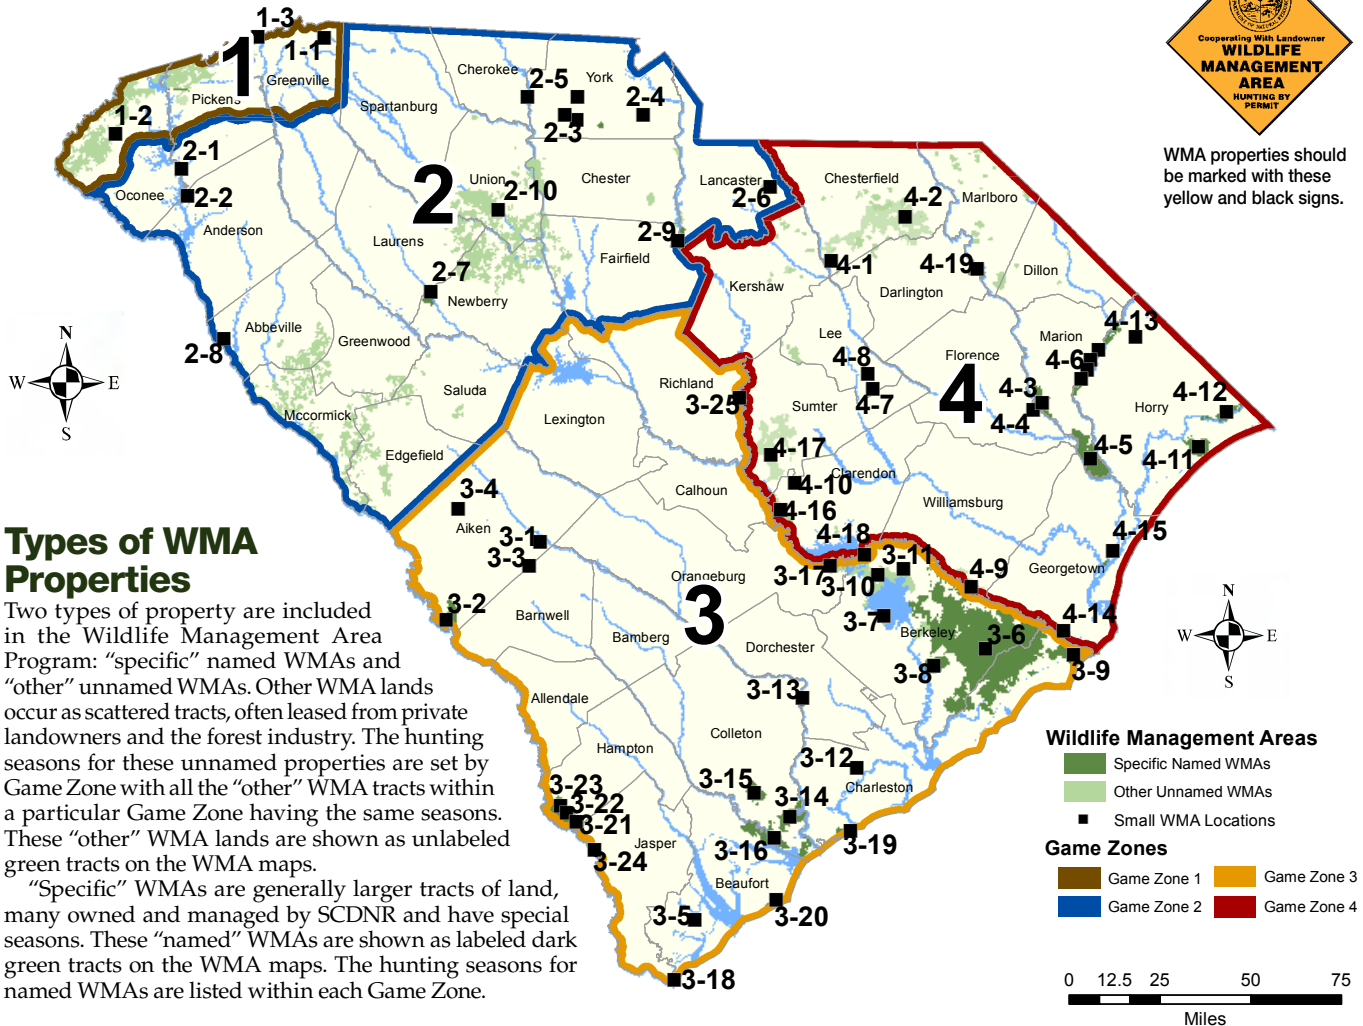 Cooperating With Landowner
WILDLIFE
MANAGEMENT
AREA
HUNTING BY
PERMIT
WMA properties should
be marked with these
yellow and black signs.
1-3
1-1
1
Greenville
Pickens
1-2
Cherokee
2-5
York
2-4
2-3
Spartanburg
2-1
2-2
Oconee
Anderson
2
Union
2-10
Chester
Lancaster
2-6
Chesterfield
4-2
Marlboro
Laurens
2-9
Fairfield
2-7
Newberry
Kershaw
4-1
4-19
Darlington
Dillon
Abbeville
2-8
Greenwood
Saluda
Mccormick
Edgefield
Lee
4-8
4-7
Florence
4
Marion
4-13
4-6
4-3
4-4
Horry
4-12
4-11
4-5
Richland
3-25
Sumter
Lexington
4-17
4-10
Clarendon
4-16
Calhoun
Williamsburg
4-18
4-15
Georgetown
4-9
4-14
3-4
Aiken
3-1
3-3
3-2
Barnwell
Orangeburg
3
Bamberg
3-17
3-10
3-11
3-7
Berkeley
3-6
3-8
3-9
Dorchester
3-13
Allendale
Hampton
Colleton
3-12
Charleston
3-15
3-14
3-16
3-19
3-23
3-22
3-21
3-24
Jasper
Beaufort
3-5
3-20
3-18
N
W
E
S
N
W
E
S
Types of WMA
Properties
Two types of property are included
in the Wildlife Management Area
Program: “specific” named WMAs and
“other” unnamed WMAs. Other WMA lands
occur as scattered tracts, often leased from private
landowners and the forest industry. The hunting
seasons for these unnamed properties are set by
Game Zone with all the “other” WMA tracts within
a particular Game Zone having the same seasons.
These “other” WMA lands are shown as unlabeled
green tracts on the WMA maps.
“Specific” WMAs are generally larger tracts of land,
many owned and managed by SCDNR and have special
seasons. These “named” WMAs are shown as labeled dark
green tracts on the WMA maps. The hunting seasons for
named WMAs are listed within each Game Zone.
Wildlife Management Areas
Specific Named WMAs
Other Unnamed WMAs
Small WMA Locations
Game Zones
Game Zone 1
Game Zone 3
Game Zone 2
Game Zone 4
0 12.5 25 50 75
Miles